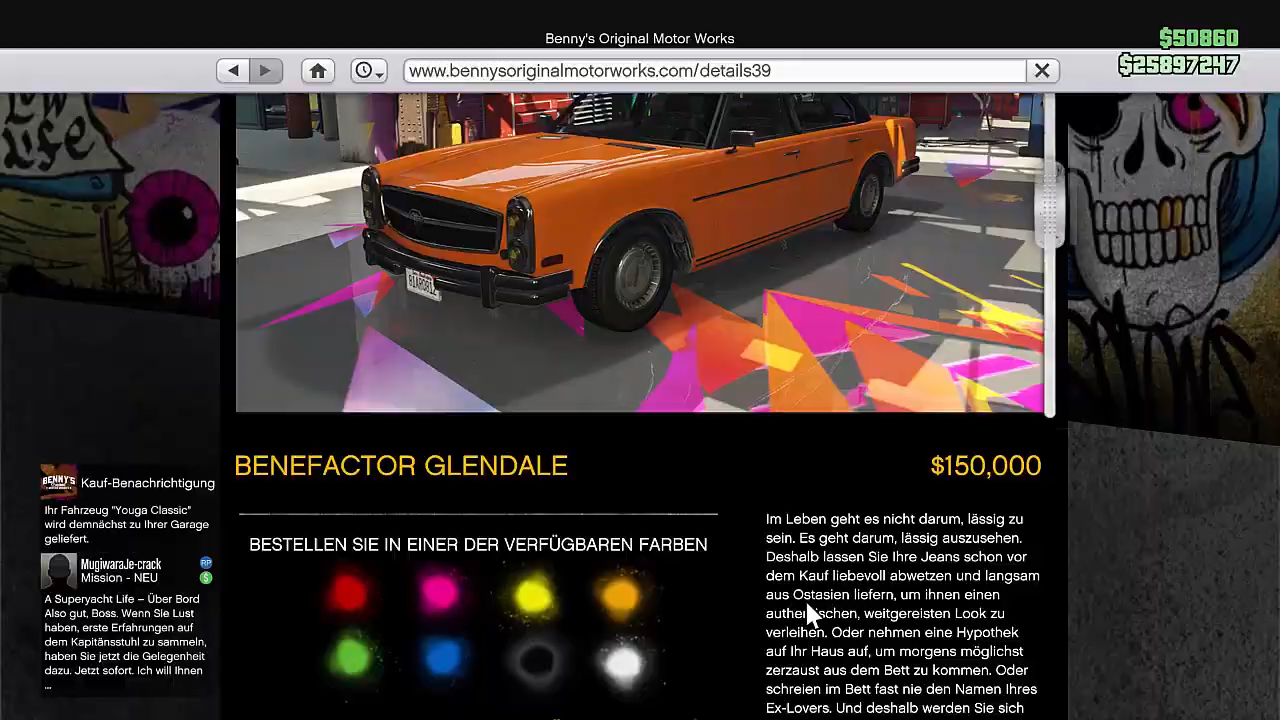 Benny's Original Motor Works
$50860
$25897247
www.bennysoriginalmotorworks.com/details39
low
life
BENEFACTOR GLENDALE
$150,000
BENNY'S
Kauf-Benachrichtigung
Ihr Fahrzeug "Youga Classic"
wird demnächst zu Ihrer Garage
geliefert.
MugiwaraJe-crack
RP
Mission - NEU
$
A Superyacht Life – Über Bord
Also gut, Boss. Wenn Sie Lust
haben, erste Erfahrungen auf
dem Kapitänsstuhl zu sammeln,
haben Sie jetzt die Gelegenheit
dazu. Jetzt sofort. Ich will Ihnen
...
BESTELLEN SIE IN EINER DER VERFÜGBAREN FARBEN
Im Leben geht es nicht darum, lässig zu
sein. Es geht darum, lässig auszusehen.
Deshalb lassen Sie Ihre Jeans schon vor
dem Kauf liebevoll abwetzen und langsam
aus Ostasien liefern, um ihnen einen
authentischen, weitgereisten Look zu
verleihen. Oder nehmen eine Hypothek
auf Ihr Haus auf, um morgens möglichst
zerzaust aus dem Bett zu kommen. Oder
schreien im Bett fast nie den Namen Ihres
Ex-Lovers. Und deshalb werden Sie sich